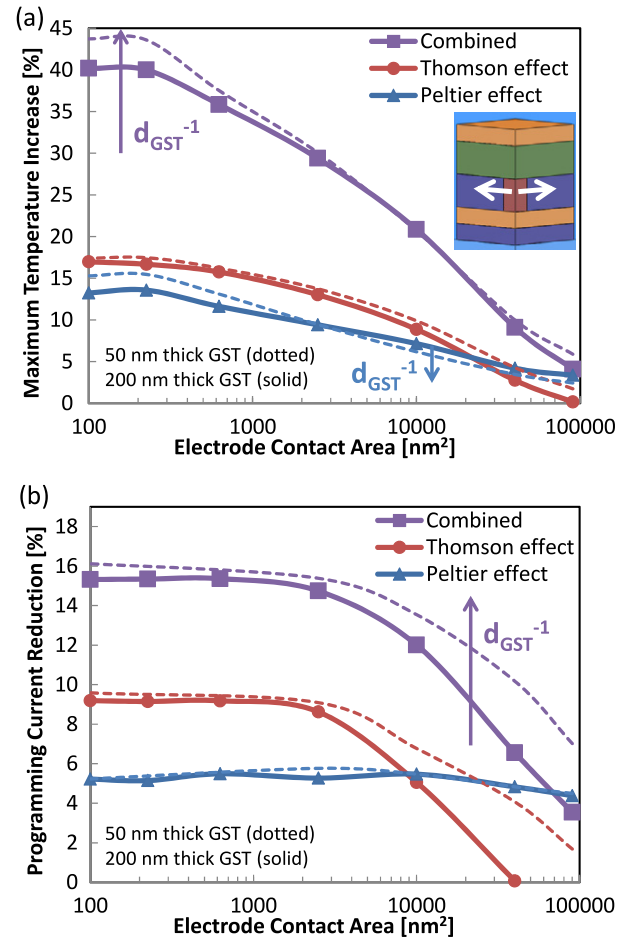 (a)
45
40
35
30
25
20
15
10
5
0
Maximum Temperature Increase [%]
Combined
Thomson effect
Peltier effect
d_GST^-1
50 nm thick GST (dotted)
200 nm thick GST (solid)
d_GST^-1
100
1000
10000
100000
Electrode Contact Area [nm²]
(b)
18
16
14
12
10
8
6
4
2
0
Programming Current Reduction [%]
Combined
Thomson effect
Peltier effect
d_GST^-1
50 nm thick GST (dotted)
200 nm thick GST (solid)
100
1000
10000
100000
Electrode Contact Area [nm²]